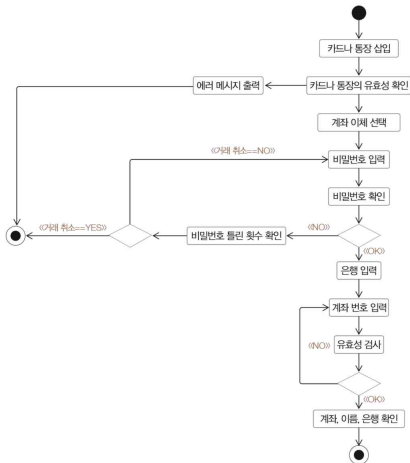 카드나 통장 삽입
에러 메시지 출력
카드나 통장의 유효성 확인
계좌 이체 선택
《거래 취소==NO》
비밀번호 입력
비밀번호 확인
《거래 취소==YES》
비밀번호 틀린 횟수 확인
《NO》
《OK》
은행 입력
계좌 번호 입력
《NO》
유효성 검사
《OK》
계좌, 이름, 은행 확인